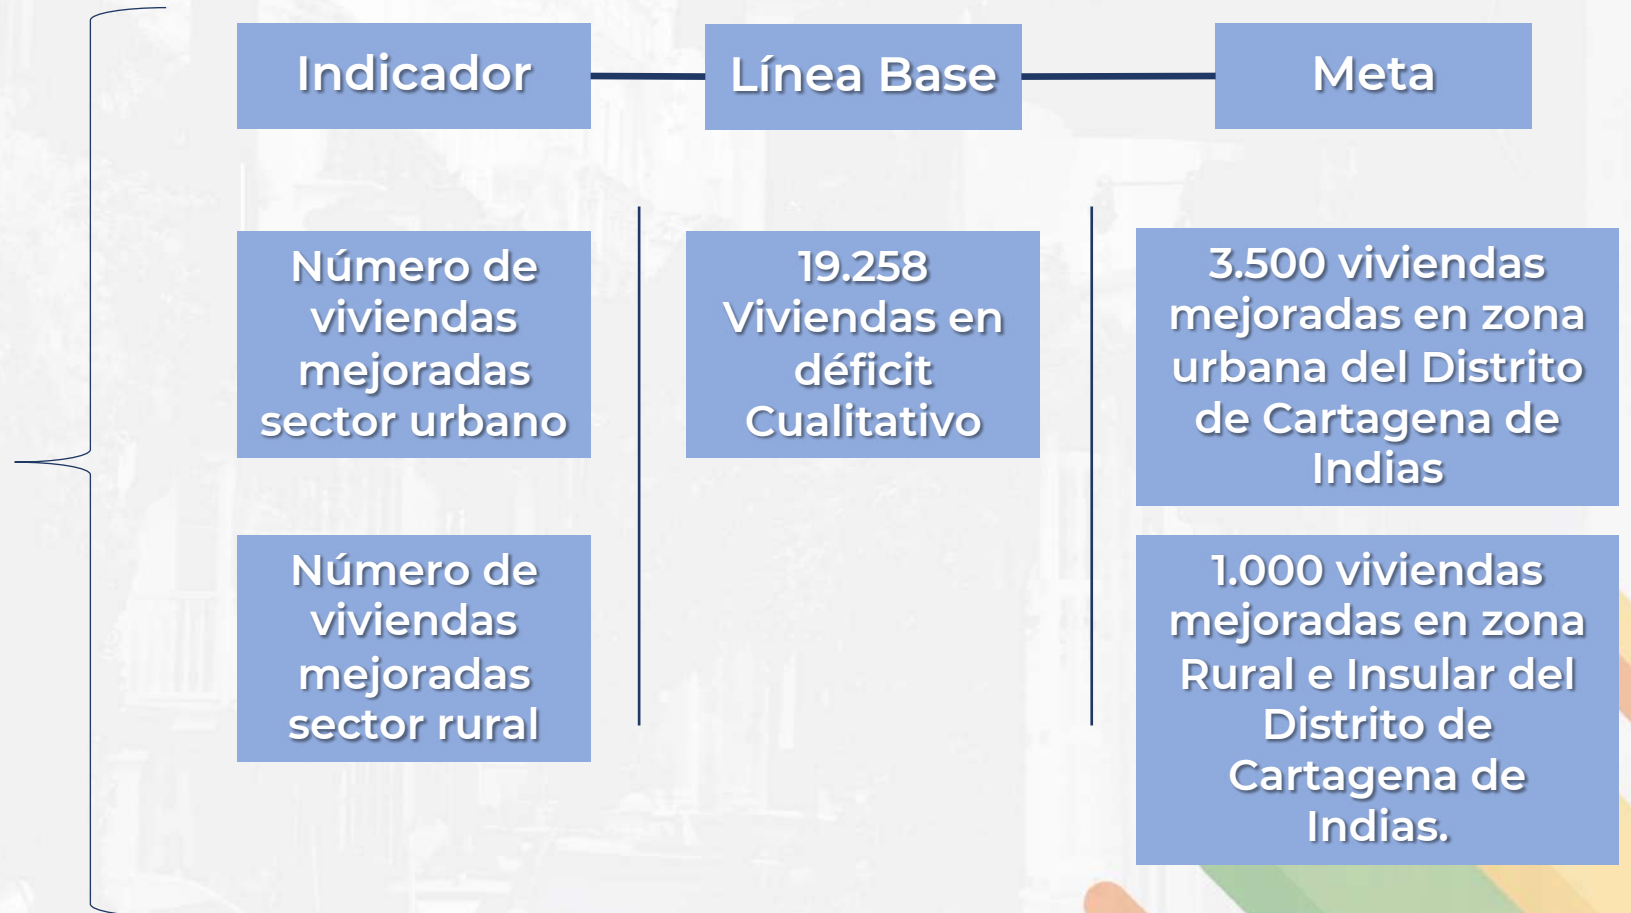 Indicador
Línea Base
Meta
Número de
viviendas
mejoradas
sector urbano
19.258
Viviendas en
déficit
Cualitativo
3.500 viviendas
mejoradas en zona
urbana del Distrito
de Cartagena de
Indias
Número de
viviendas
mejoradas
sector rural
1.000 viviendas
mejoradas en zona
Rural e Insular del
Distrito de
Cartagena de
Indias.